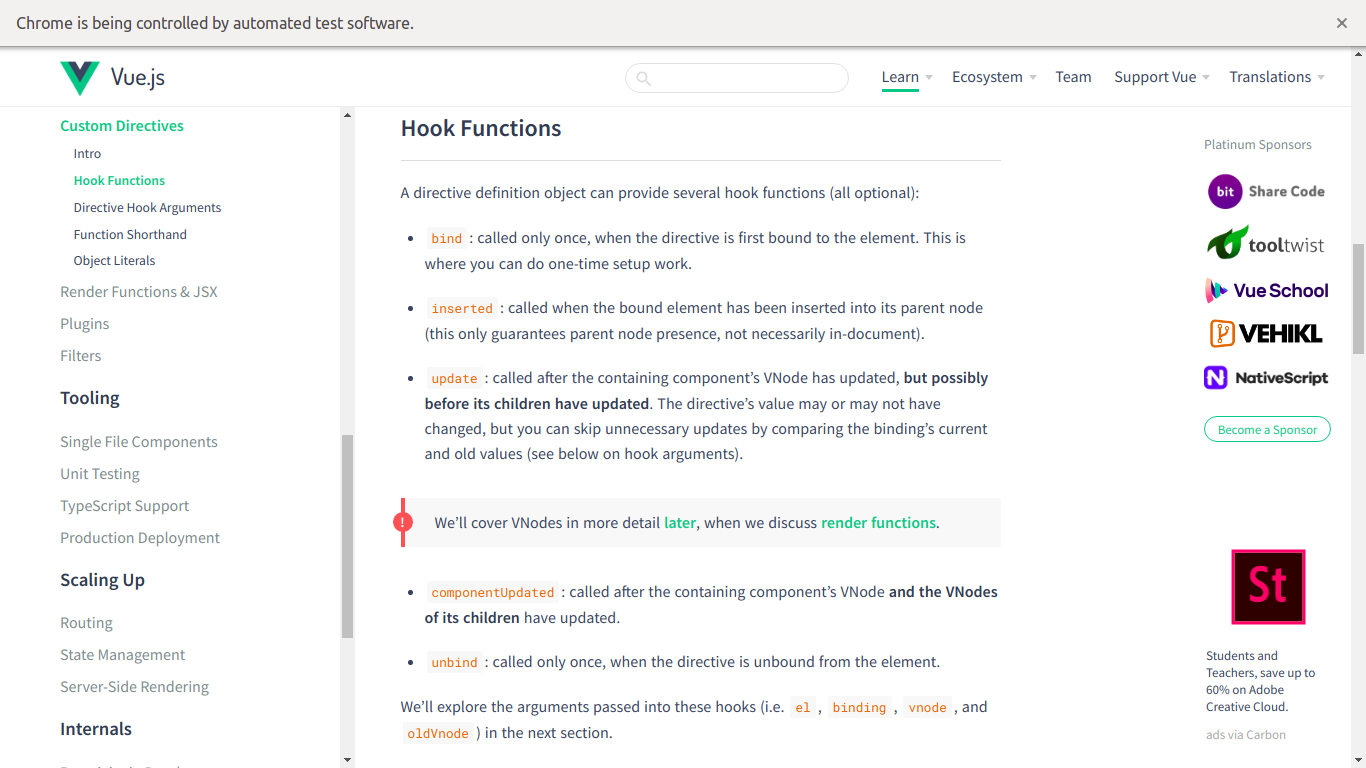 Chrome is being controlled by automated test software.
Vue.js
Learn
Ecosystem
Team
Support Vue
Translations
Custom Directives
Intro
Hook Functions
Directive Hook Arguments
Function Shorthand
Object Literals
Render Functions & JSX
Plugins
Filters
Tooling
Single File Components
Unit Testing
TypeScript Support
Production Deployment
Scaling Up
Routing
State Management
Server-Side Rendering
Internals
Hook Functions
A directive definition object can provide several hook functions (all optional):
bind : called only once, when the directive is first bound to the element. This is
where you can do one-time setup work.
inserted : called when the bound element has been inserted into its parent node
(this only guarantees parent node presence, not necessarily in-document).
update : called after the containing component’s VNode has updated, but possibly
before its children have updated. The directive’s value may or may not have
changed, but you can skip unnecessary updates by comparing the binding’s current
and old values (see below on hook arguments).
! We’ll cover VNodes in more detail later, when we discuss render functions.
componentUpdated : called after the containing component’s VNode and the VNodes
of its children have updated.
unbind : called only once, when the directive is unbound from the element.
We’ll explore the arguments passed into these hooks (i.e. el , binding , vnode , and
oldVnode ) in the next section.
Platinum Sponsors
bit Share Code
tooltwist
Vue School
VEHIKL
NativeScript
Become a Sponsor
St
Students and
Teachers, save up to
60% on Adobe
Creative Cloud.
ads via Carbon